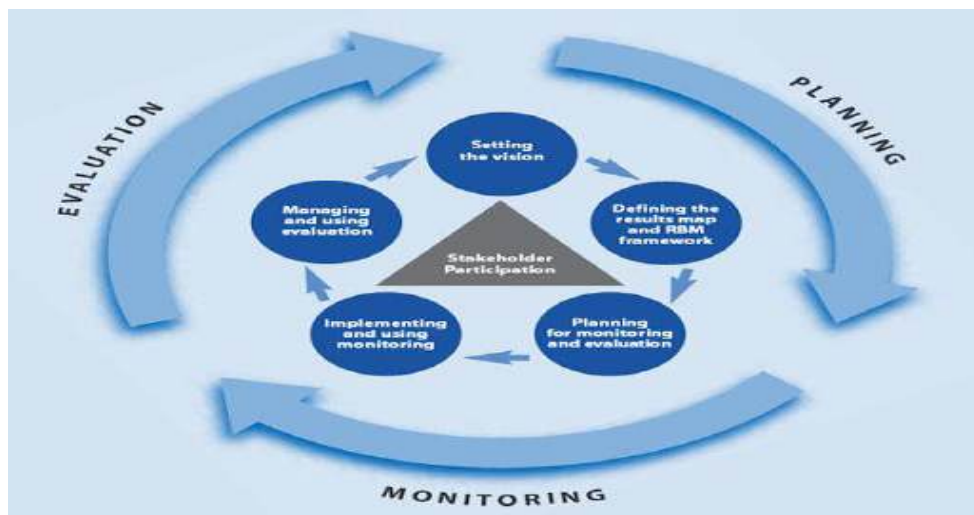 EVALUATION
PLANNING
Setting
the vision
Defining the
results map
and RBM
framework
Planning
for monitoring
and evaluation
Implementing
and using
monitoring
Managing
and using
evaluation
Stakeholder
Participation
MONITORING